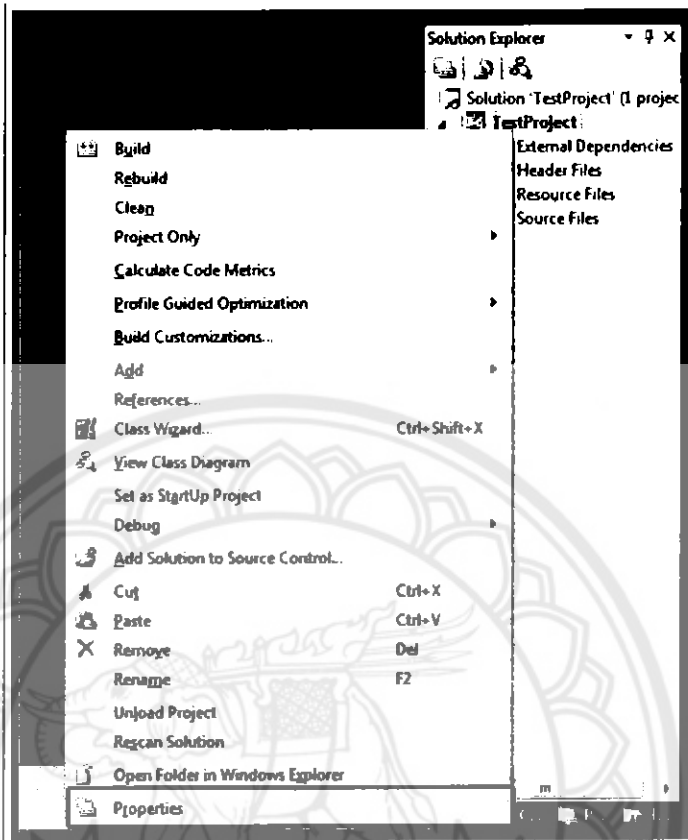 Solution Explorer
Solution 'TestProject' (1 projec
TestProject
External Dependencies
Header Files
Resource Files
Source Files
Build
Rebuild
Clean
Project Only
Calculate Code Metrics
Profile Guided Optimization
Build Customizations...
Add
References...
Class Wizard... Ctrl+Shift+X
View Class Diagram
Set as StartUp Project
Debug
Add Solution to Source Control...
Cut Ctrl+X
Paste Ctrl+V
Remove Del
Rename F2
Unload Project
Rescan Solution
Open Folder in Windows Explorer
Properties